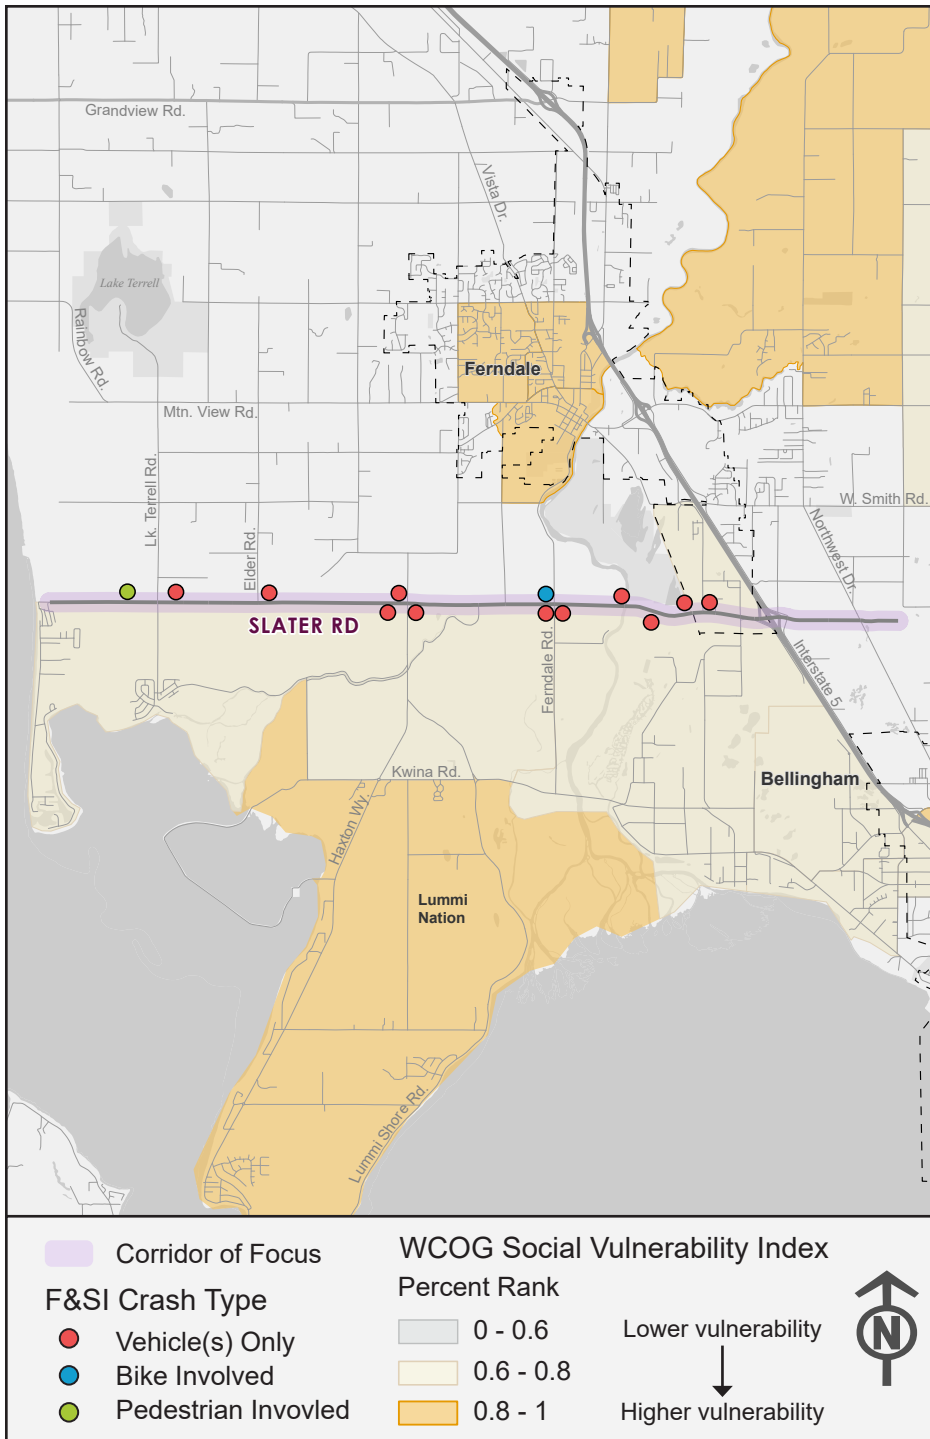 Grandview Rd.
Vista Dr.
Lake Terrell
Rainbow Rd.
Ferndale
Mtn. View Rd.
Lk. Terrell Rd.
W. Smith Rd.
Northwest Dr.
Elder Rd.
SLATER RD
Ferndale Rd.
Interstate 5
Kwina Rd.
Bellingham
Haxton Wy.
Lummi
Nation
Lummi Shore Rd.
Corridor of Focus
F&SI Crash Type
Vehicle(s) Only
Bike Involved
Pedestrian Invovled
WCOG Social Vulnerability Index
Percent Rank
0 - 0.6
0.6 - 0.8
0.8 - 1
Lower vulnerability
Higher vulnerability
N